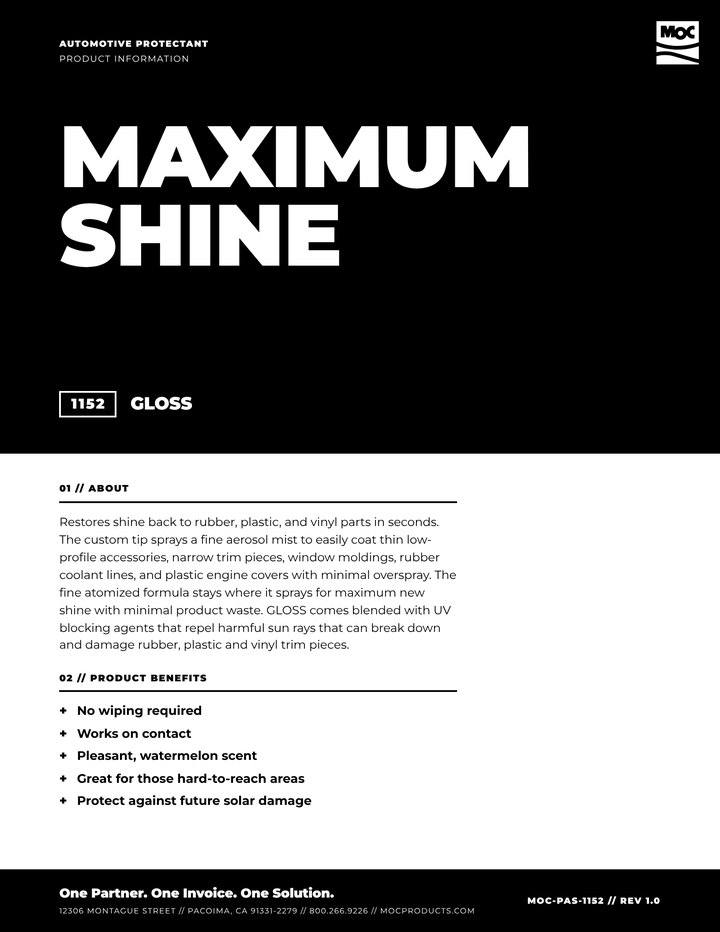 AUTOMOTIVE PROTECTANT
PRODUCT INFORMATION
MOC
MAXIMUM
SHINE
1152 GLOSS
01 // ABOUT
Restores shine back to rubber, plastic, and vinyl parts in seconds.
The custom tip sprays a fine aerosol mist to easily coat thin low-
profile accessories, narrow trim pieces, window moldings, rubber
coolant lines, and plastic engine covers with minimal overspray. The
fine atomized formula stays where it sprays for maximum new
shine with minimal product waste. GLOSS comes blended with UV
blocking agents that repel harmful sun rays that can break down
and damage rubber, plastic and vinyl trim pieces.
02 // PRODUCT BENEFITS
+ No wiping required
+ Works on contact
+ Pleasant, watermelon scent
+ Great for those hard-to-reach areas
+ Protect against future solar damage
One Partner. One Invoice. One Solution.
12306 MONTAGUE STREET // PACOIMA, CA 91331-2279 // 800.266.9226 // MOCPRODUCTS.COM
MOC-PAS-1152 // REV 1.0